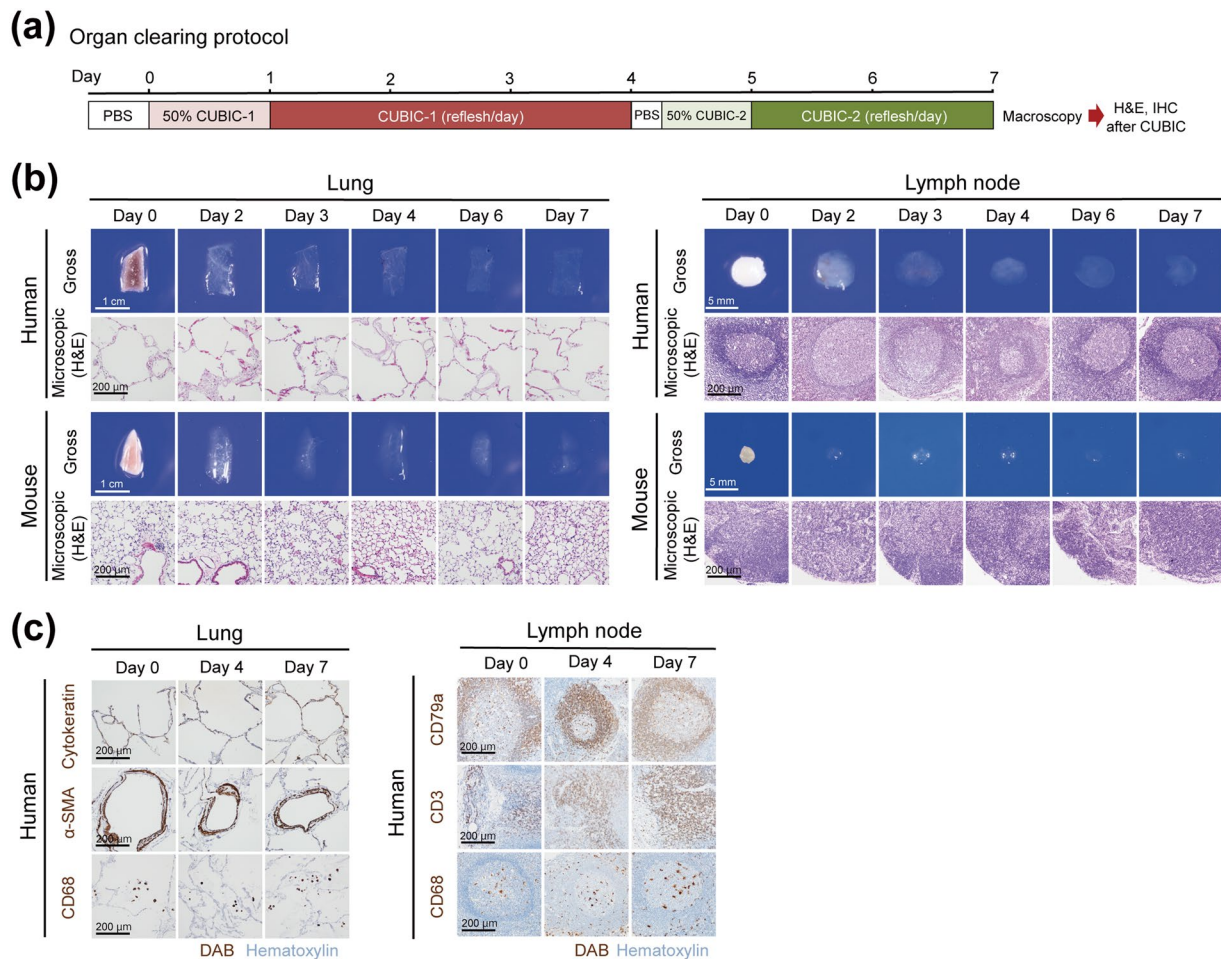 (a) Organ clearing protocol
Day 0 1 2 3 4 5 6 7
PBS 50% CUBIC-1 CUBIC-1 (reflesh/day) PBS 50% CUBIC-2 CUBIC-2 (reflesh/day) Macroscopy H&E, IHC
after CUBIC
(b)
Lung
Day 0 Day 2 Day 3 Day 4 Day 6 Day 7
Human
Gross
1 cm
Microscopic
(H&E)
200 µm
Mouse
Gross
1 cm
Microscopic
(H&E)
200 µm
Lymph node
Day 0 Day 2 Day 3 Day 4 Day 6 Day 7
Human
Gross
5 mm
Microscopic
(H&E)
200 µm
Mouse
Gross
5 mm
Microscopic
(H&E)
200 µm
(c)
Lung
Day 0 Day 4 Day 7
Human
Cytokeratin
200 µm
α-SMA
200 µm
CD68
200 µm
DAB Hematoxylin
Lymph node
Day 0 Day 4 Day 7
Human
CD79a
200 µm
CD3
200 µm
CD68
200 µm
DAB Hematoxylin